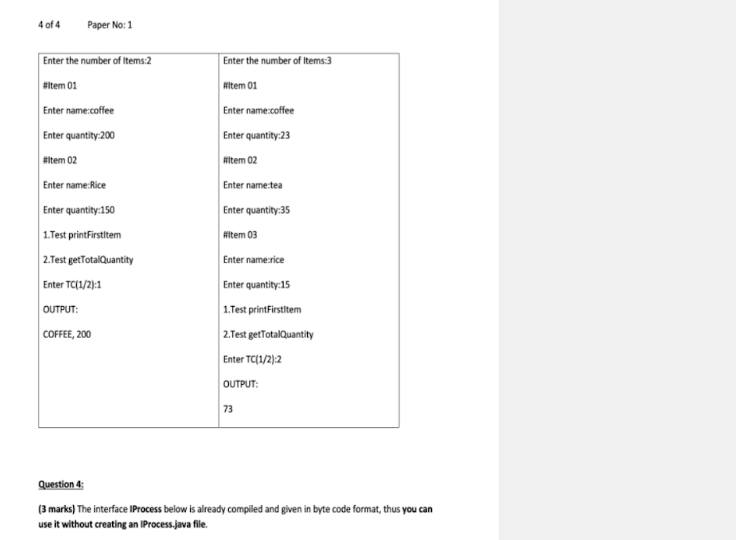 4 of 4 Paper No: 1
Enter the number of Items:2
#Item 01
Enter name:coffee
Enter quantity:200
#Item 02
Enter name:Rice
Enter quantity:150
1.Test printFirstItem
2.Test getTotalQuantity
Enter TC(1/2):1
OUTPUT:
COFFEE, 200
Enter the number of Items:3
#Item 01
Enter name:coffee
Enter quantity:23
#Item 02
Enter name:tea
Enter quantity:35
#Item 03
Enter name:rice
Enter quantity:15
1.Test printFirstItem
2.Test getTotalQuantity
Enter TC(1/2):2
OUTPUT:
73
Question 4:
(3 marks) The interface IProcess below is already compiled and given in byte code format, thus you can
use it without creating an IProcess.java file.